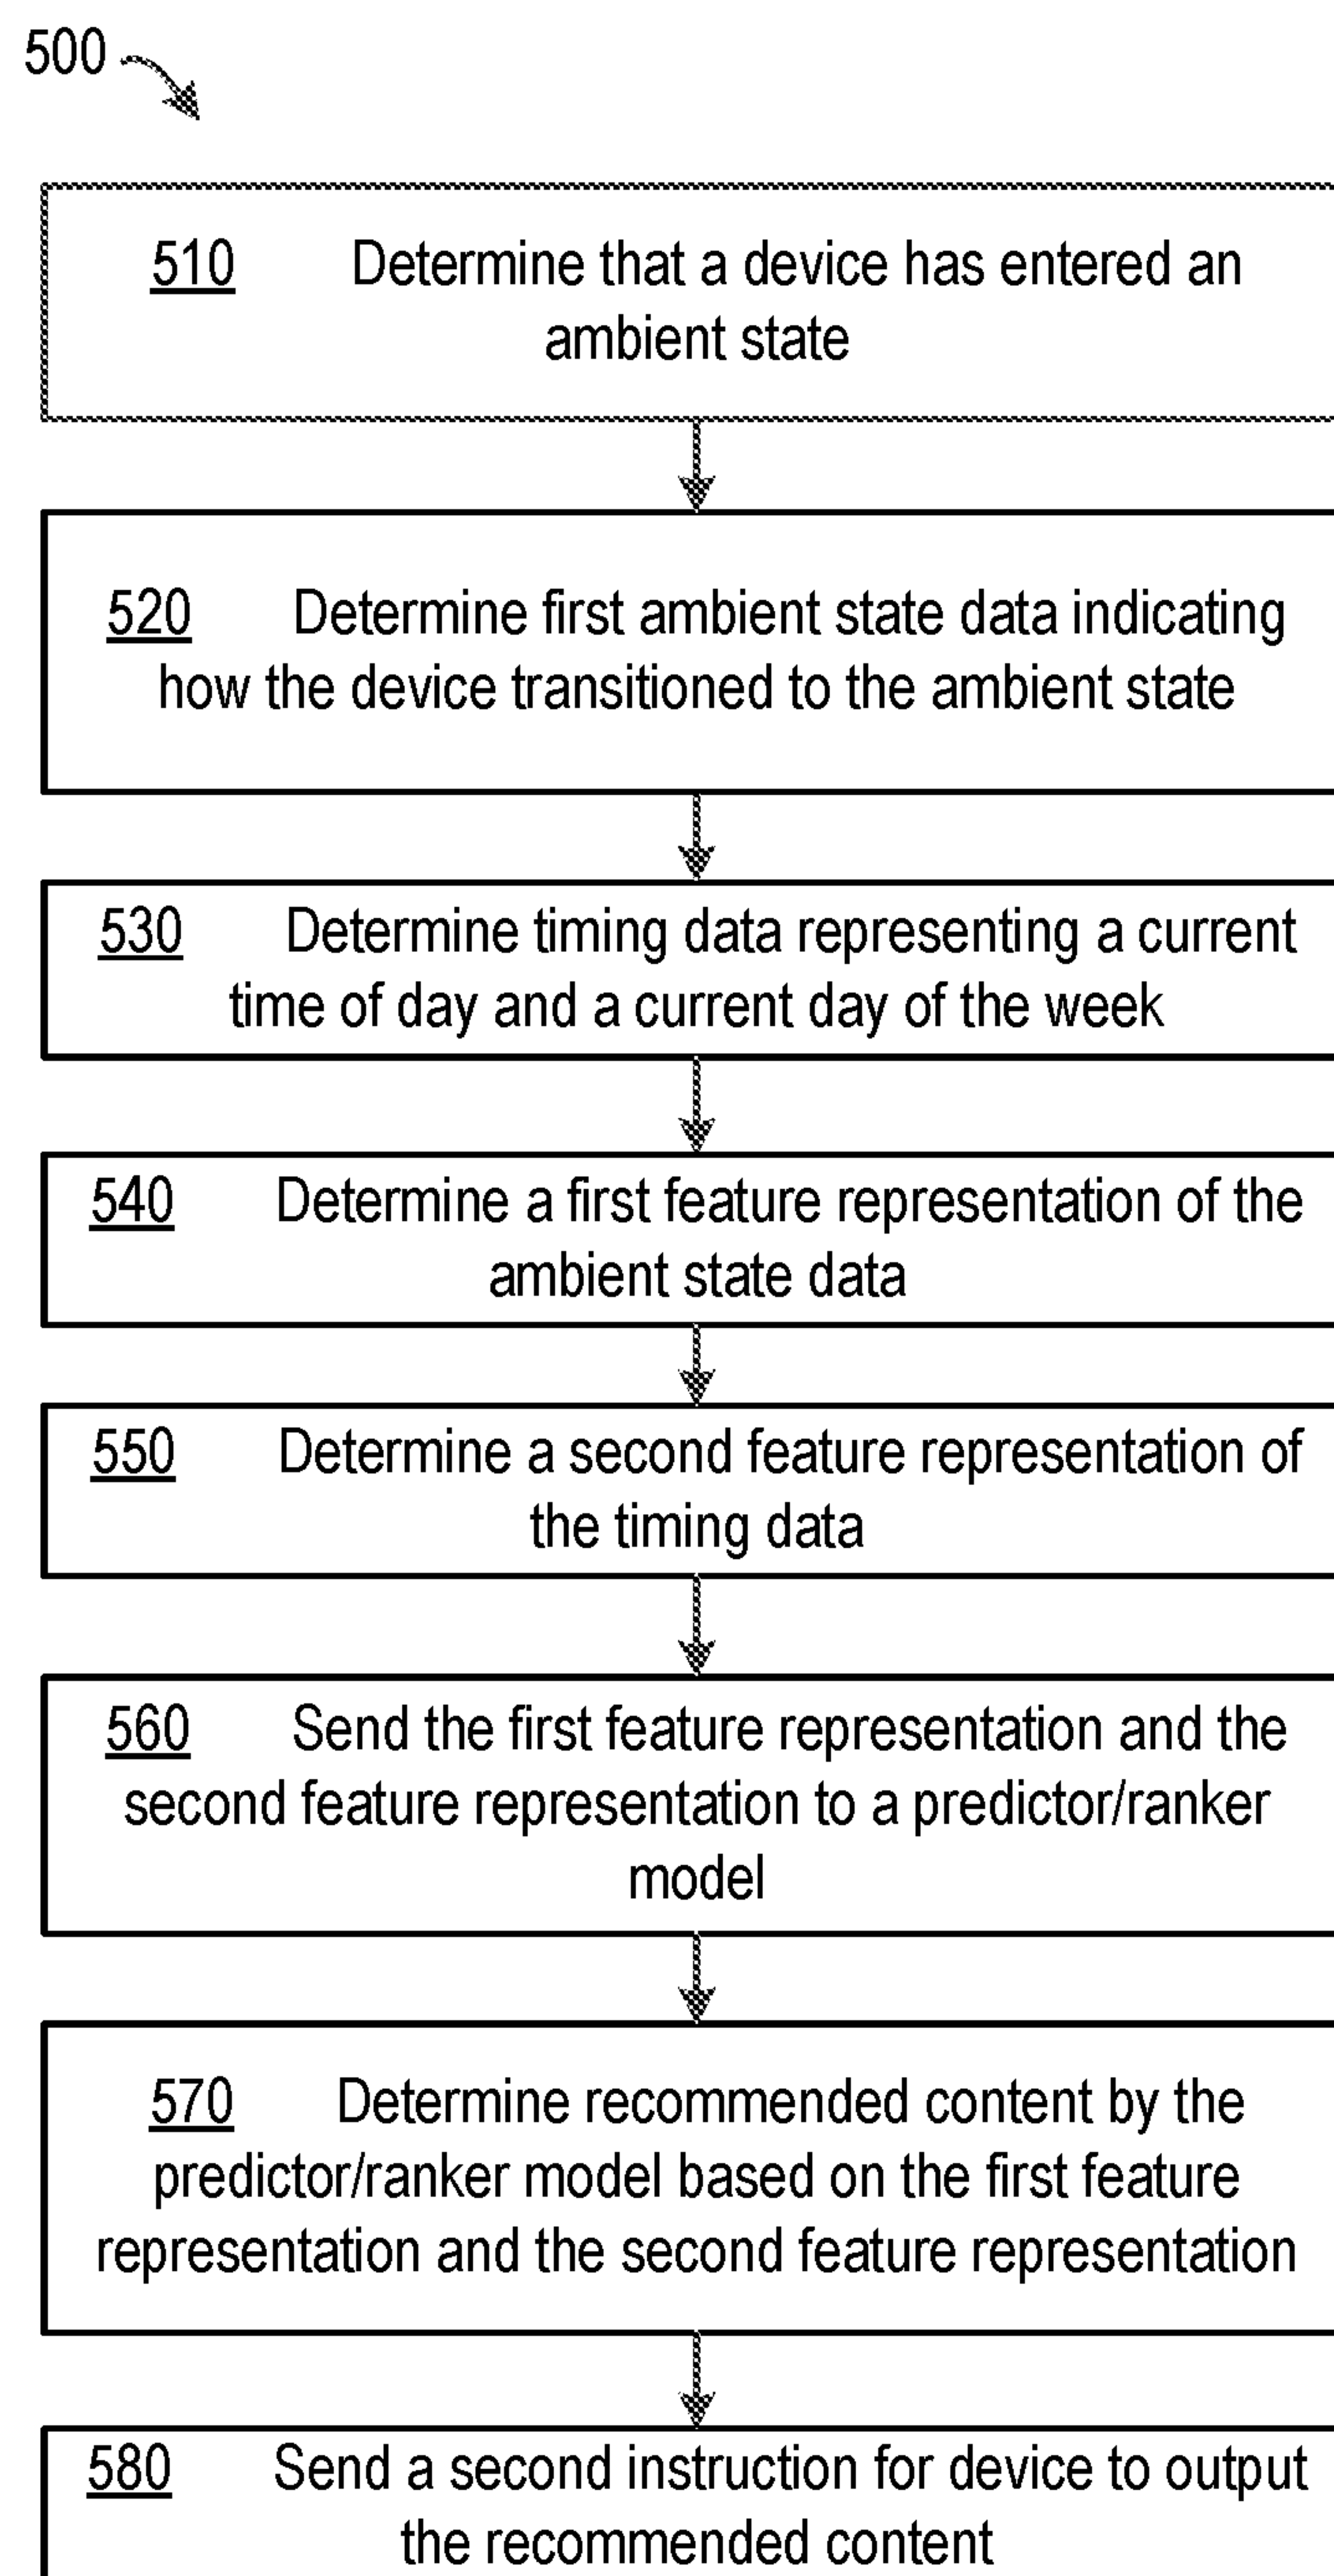 500
510 Determine that a device has entered an
ambient state
520 Determine first ambient state data indicating
how the device transitioned to the ambient state
530 Determine timing data representing a current
time of day and a current day of the week
540 Determine a first feature representation of the
ambient state data
550 Determine a second feature representation of
the timing data
560 Send the first feature representation and the
second feature representation to a predictor/ranker
model
570 Determine recommended content by the
predictor/ranker model based on the first feature
representation and the second feature representation
580 Send a second instruction for device to output
the recommended content